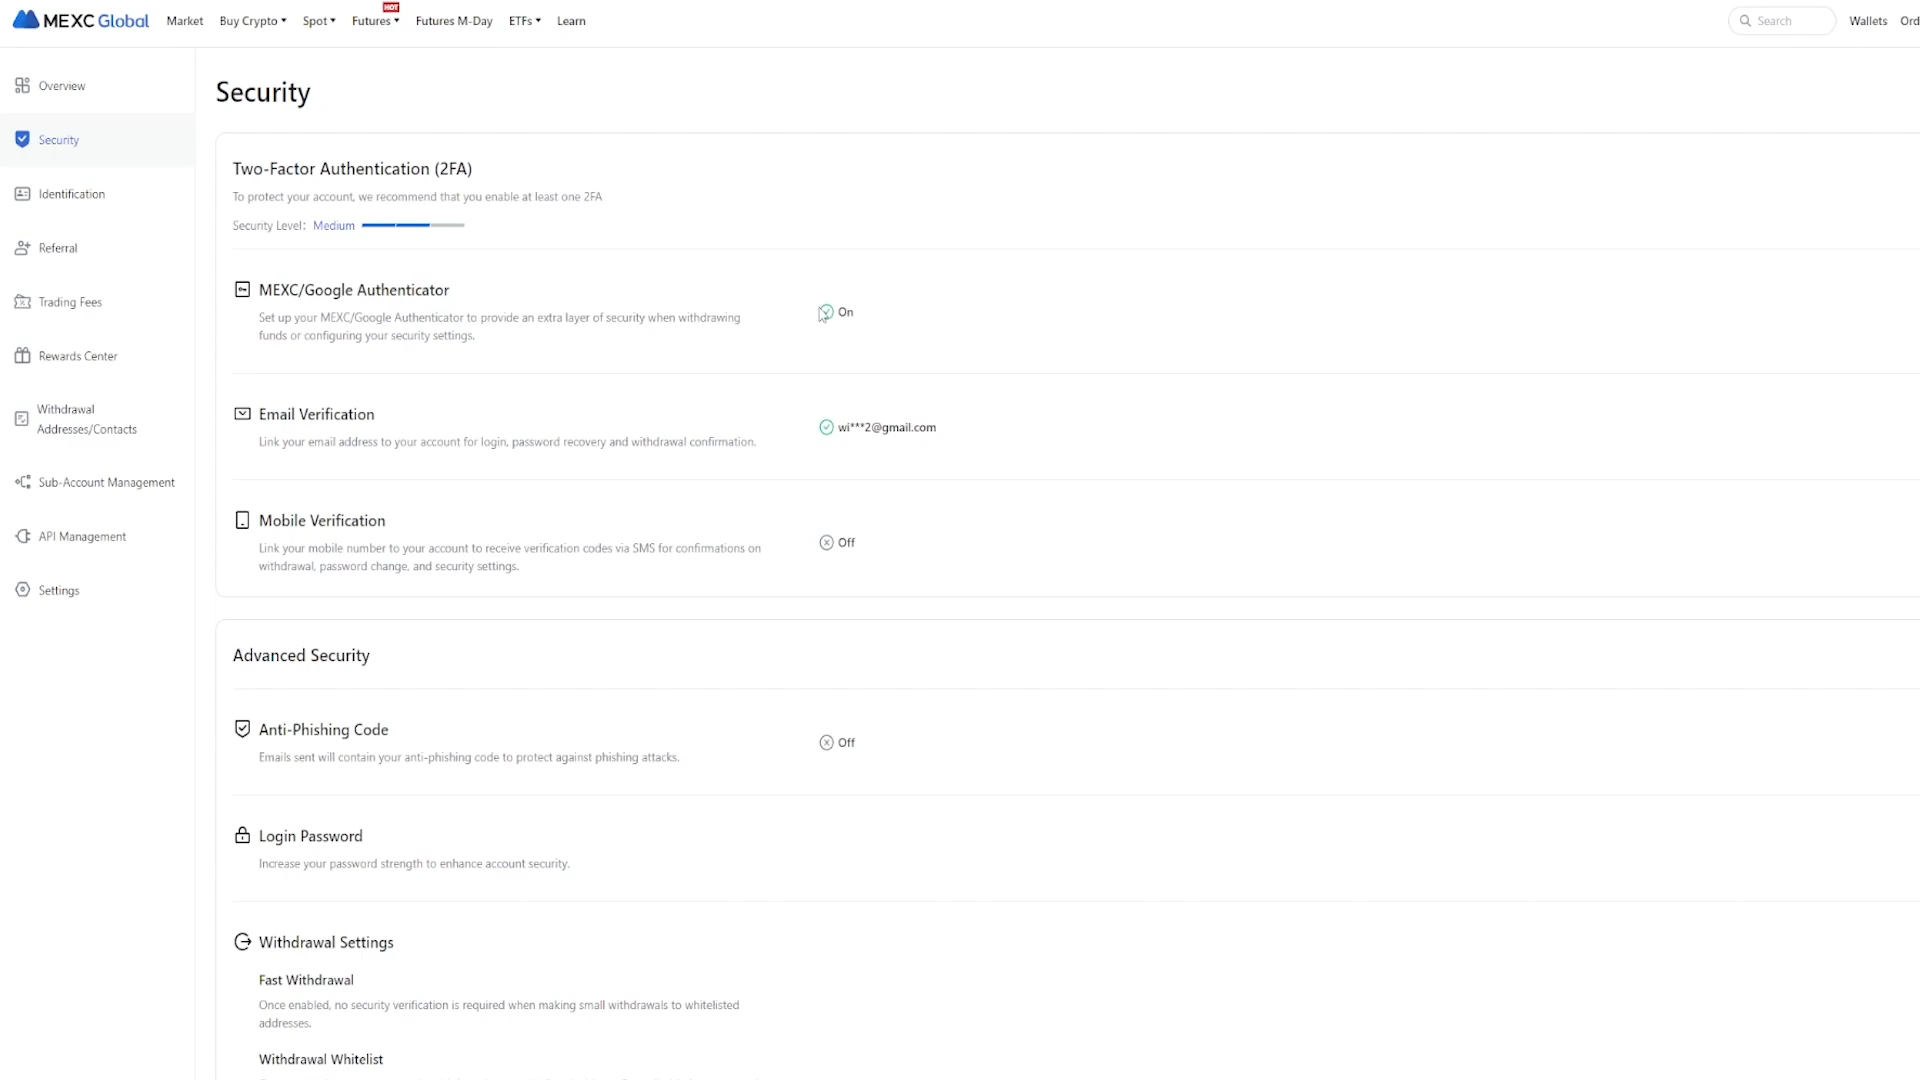 MEXC Global
Market
Buy Crypto
Spot
HOT
Futures
Futures M-Day
ETFs
Learn
Search
Wallets
Ord
Overview
Security
Identification
Referral
Trading Fees
Rewards Center
Withdrawal
Addresses/Contacts
Sub-Account Management
API Management
Settings
Security
Two-Factor Authentication (2FA)
To protect your account, we recommend that you enable at least one 2FA
Security Level: Medium
MEXC/Google Authenticator
Set up your MEXC/Google Authenticator to provide an extra layer of security when withdrawing
funds or configuring your security settings.
On
Email Verification
Link your email address to your account for login, password recovery and withdrawal confirmation.
wi***2@gmail.com
Mobile Verification
Link your mobile number to your account to receive verification codes via SMS for confirmations on
withdrawal, password change, and security settings.
Off
Advanced Security
Anti-Phishing Code
Emails sent will contain your anti-phishing code to protect against phishing attacks.
Off
Login Password
Increase your password strength to enhance account security.
Withdrawal Settings
Fast Withdrawal
Once enabled, no security verification is required when making small withdrawals to whitelisted
addresses.
Withdrawal Whitelist